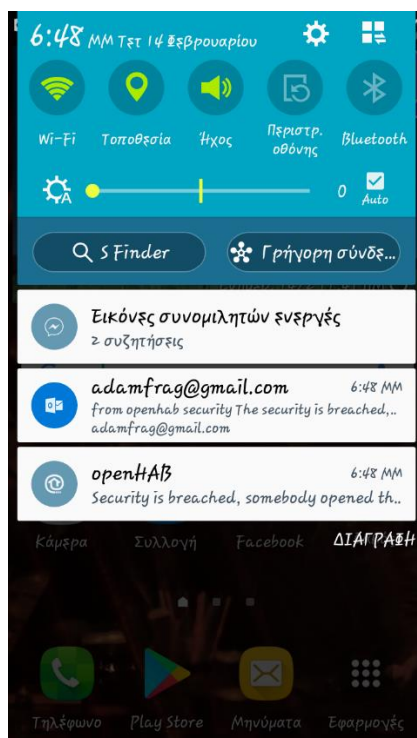 6:48 ΜΜ Τετ 14 Φεβρουαρίου
Wi-Fi
Τοποθεσία
Ήχος
Περιστρ.
οθόνης
Bluetooth
0
Auto
S Finder
Γρήγορη σύνδε...
Εικόνες συνομιλητών ενεργές
2 συζητήσεις
adamfrag@gmail.com 6:48 ΜΜ
from openhab security The security is breached,..
adamfrag@gmail.com
openHAB 6:48 ΜΜ
Security is breached, somebody opened th..
Κάμερα
Συλλογή
Facebook
ΔΙΑΓΡΑΦΗ
Τηλέφωνο
Play Store
Μηνύματα
Εφαρμογές